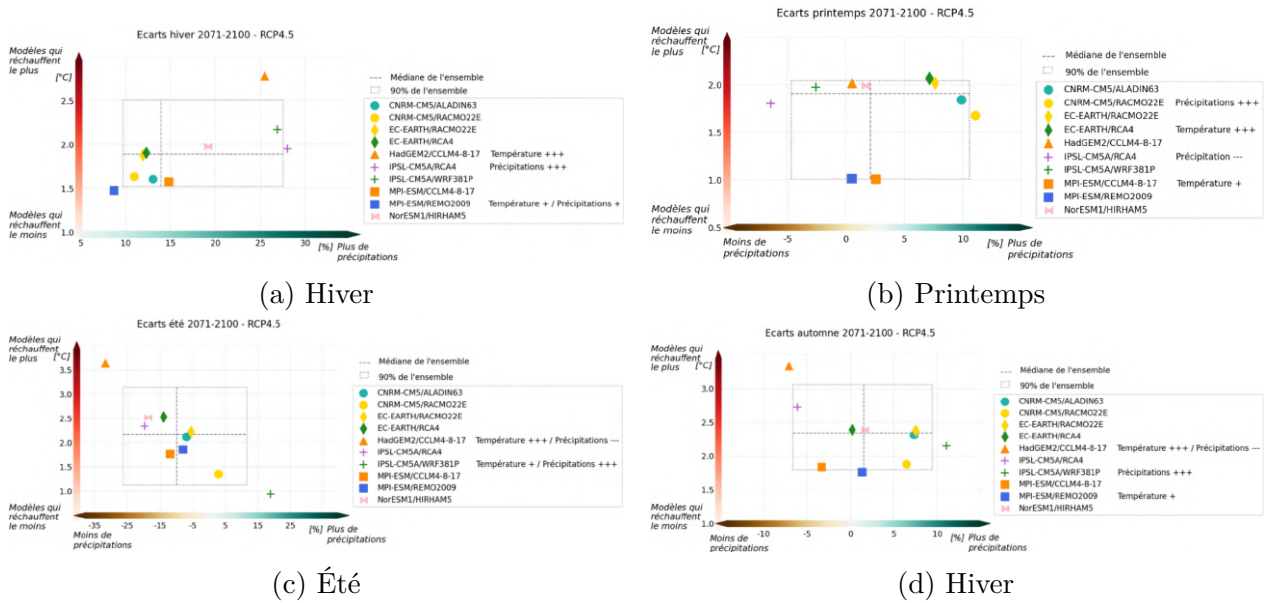 Ecarts hiver 2071-2100 - RCP4.5
Modèles qui
réchauffent
le plus
[°C]
2.5
2.0
1.5
1.0
Modèles qui
réchauffent
le moins
5
10
15
20
25
30
[%]
Plus de
précipitations
Médiane de l'ensemble
90% de l'ensemble
CNRM-CM5/ALADIN63
CNRM-CM5/RACMO22E
EC-EARTH/RACMO22E
EC-EARTH/RCA4
HadGEM2/CCLM4-8-17 Température +++
IPSL-CM5A/RCA4 Précipitations +++
IPSL-CM5A/WRF381P
MPI-ESM/CCLM4-8-17
MPI-ESM/REMO2009 Température + / Précipitations +
NorESM1/HIRHAM5
(a) Hiver
Ecarts printemps 2071-2100 - RCP4.5
Modèles qui
réchauffent
le plus
[°C]
2.5
2.0
1.5
1.0
0.5
Modèles qui
réchauffent
le moins
Moins de
précipitations
-5
0
5
10
[%]
Plus de
précipitations
Médiane de l'ensemble
90% de l'ensemble
CNRM-CM5/ALADIN63
CNRM-CM5/RACMO22E Précipitations +++
EC-EARTH/RACMO22E
EC-EARTH/RCA4 Température +++
HadGEM2/CCLM4-8-17
IPSL-CM5A/RCA4 Précipitation ---
IPSL-CM5A/WRF381P
MPI-ESM/CCLM4-8-17 Température +
MPI-ESM/REMO2009
NorESM1/HIRHAM5
(b) Printemps
Ecarts été 2071-2100 - RCP4.5
Modèles qui
réchauffent
le plus
[°C]
3.5
3.0
2.5
2.0
1.5
1.0
Modèles qui
réchauffent
le moins
-35
-25
-15
-5
5
15
25
Moins de
précipitations
[%]
Plus de
précipitations
Médiane de l'ensemble
90% de l'ensemble
CNRM-CM5/ALADIN63
CNRM-CM5/RACMO22E
EC-EARTH/RACMO22E
EC-EARTH/RCA4
HadGEM2/CCLM4-8-17 Température +++ / Précipitations ---
IPSL-CM5A/RCA4
IPSL-CM5A/WRF381P Température + / Précipitations +++
MPI-ESM/CCLM4-8-17
MPI-ESM/REMO2009
NorESM1/HIRHAM5
(c) Été
Ecarts automne 2071-2100 - RCP4.5
Modèles qui
réchauffent
le plus
[°C]
3.0
2.5
2.0
1.5
1.0
Modèles qui
réchauffent
le moins
Moins de
précipitations
-10
-5
0
5
10
[%]
Plus de
précipitations
Médiane de l'ensemble
90% de l'ensemble
CNRM-CM5/ALADIN63
CNRM-CM5/RACMO22E
EC-EARTH/RACMO22E
EC-EARTH/RCA4
HadGEM2/CCLM4-8-17 Température +++ / Précipitations ---
IPSL-CM5A/RCA4
IPSL-CM5A/WRF381P Précipitations +++
MPI-ESM/CCLM4-8-17
MPI-ESM/REMO2009 Température +
NorESM1/HIRHAM5
(d) Hiver